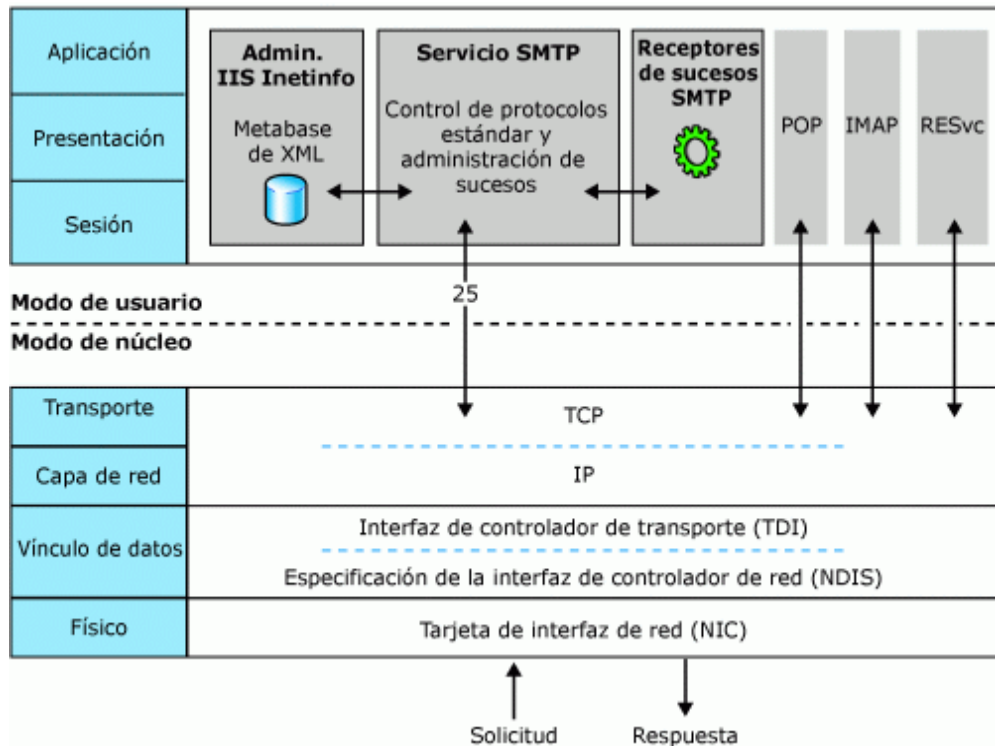 Aplicación
Presentación
Sesión
Admin.
IIS Inetinfo
Metabase
de XML
Servicio SMTP
Control de protocolos
estándar y
administración de
sucesos
Receptores
de sucesos
SMTP
POP
IMAP
RESvc
25
Modo de usuario
Modo de núcleo
Transporte
TCP
Capa de red
IP
Vínculo de datos
Interfaz de controlador de transporte (TDI)
Especificación de la interfaz de controlador de red (NDIS)
Físico
Tarjeta de interfaz de red (NIC)
Solicitud
Respuesta